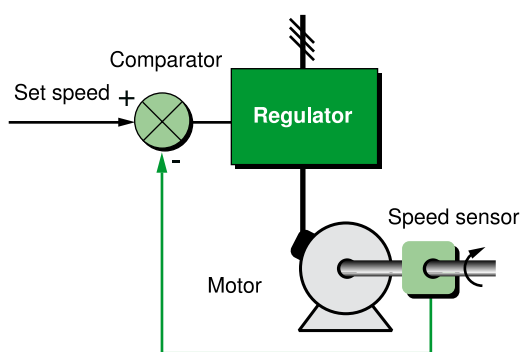 Comparator
Set speed
+
-
Regulator
Speed sensor
Motor